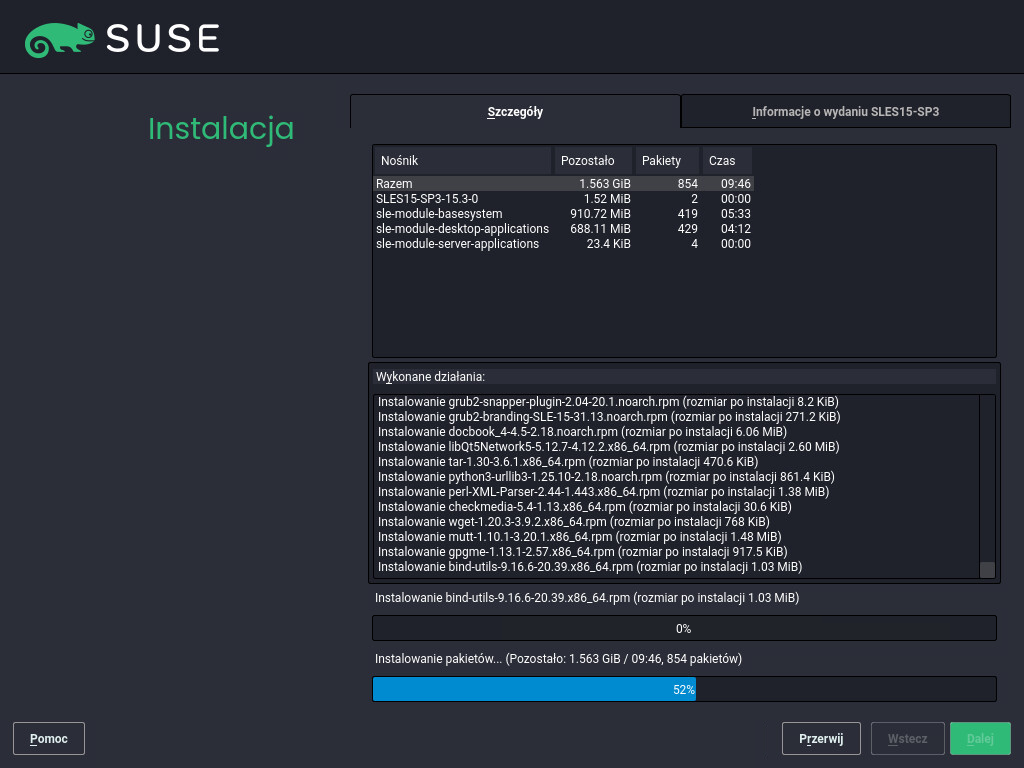 SUSE
Instalacja
Szczegóły
Informacje o wydaniu SLES15-SP3
Nośnik Pozostało Pakiety Czas
Razem 1.563 GiB 854 09:46
SLES15-SP3-15.3-0 1.52 MiB 2 00:00
sle-module-basesystem 910.72 MiB 419 05:33
sle-module-desktop-applications 688.11 MiB 429 04:12
sle-module-server-applications 23.4 KiB 4 00:00
Wykonane działania:
Instalowanie grub2-snapper-plugin-2.04-20.1.noarch.rpm (rozmiar po instalacji 8.2 KiB)
Instalowanie grub2-branding-SLE-15-31.13.noarch.rpm (rozmiar po instalacji 271.2 KiB)
Instalowanie docbook_4-4.5-2.18.noarch.rpm (rozmiar po instalacji 6.06 MiB)
Instalowanie libQt5Network5-5.12.7-4.12.2.x86_64.rpm (rozmiar po instalacji 2.60 MiB)
Instalowanie tar-1.30-3.6.1.x86_64.rpm (rozmiar po instalacji 470.6 KiB)
Instalowanie python3-urllib3-1.25.10-2.18.noarch.rpm (rozmiar po instalacji 861.4 KiB)
Instalowanie perl-XML-Parser-2.44-1.443.x86_64.rpm (rozmiar po instalacji 1.38 MiB)
Instalowanie checkmedia-5.4-1.13.x86_64.rpm (rozmiar po instalacji 30.6 KiB)
Instalowanie wget-1.20.3-3.9.2.x86_64.rpm (rozmiar po instalacji 768 KiB)
Instalowanie mutt-1.10.1-3.20.1.x86_64.rpm (rozmiar po instalacji 1.48 MiB)
Instalowanie gpgme-1.13.1-2.57.x86_64.rpm (rozmiar po instalacji 917.5 KiB)
Instalowanie bind-utils-9.16.6-20.39.x86_64.rpm (rozmiar po instalacji 1.03 MiB)
Instalowanie bind-utils-9.16.6-20.39.x86_64.rpm (rozmiar po instalacji 1.03 MiB)
0%
Instalowanie pakietów... (Pozostało: 1.563 GiB / 09:46, 854 pakietów)
52%
Pomoc
Przerwij
Wstecz
Dalej